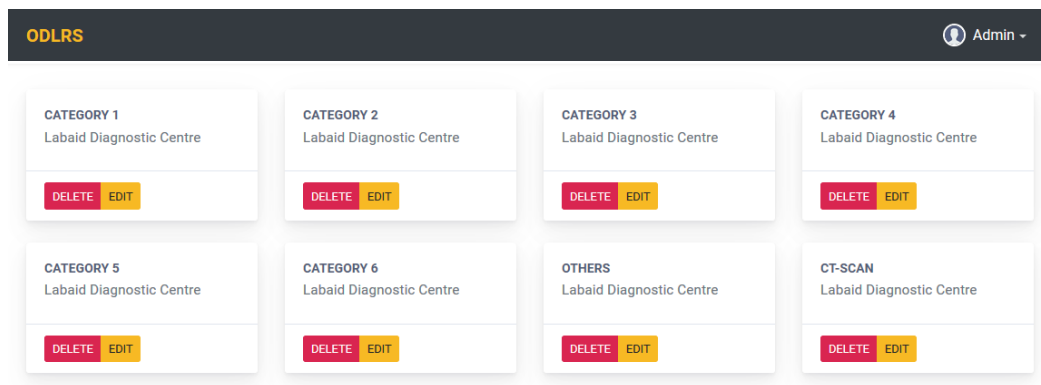 ODLRS
Admin
CATEGORY 1
Labaid Diagnostic Centre
DELETE EDIT
CATEGORY 2
Labaid Diagnostic Centre
DELETE EDIT
CATEGORY 3
Labaid Diagnostic Centre
DELETE EDIT
CATEGORY 4
Labaid Diagnostic Centre
DELETE EDIT
CATEGORY 5
Labaid Diagnostic Centre
DELETE EDIT
CATEGORY 6
Labaid Diagnostic Centre
DELETE EDIT
OTHERS
Labaid Diagnostic Centre
DELETE EDIT
CT-SCAN
Labaid Diagnostic Centre
DELETE EDIT